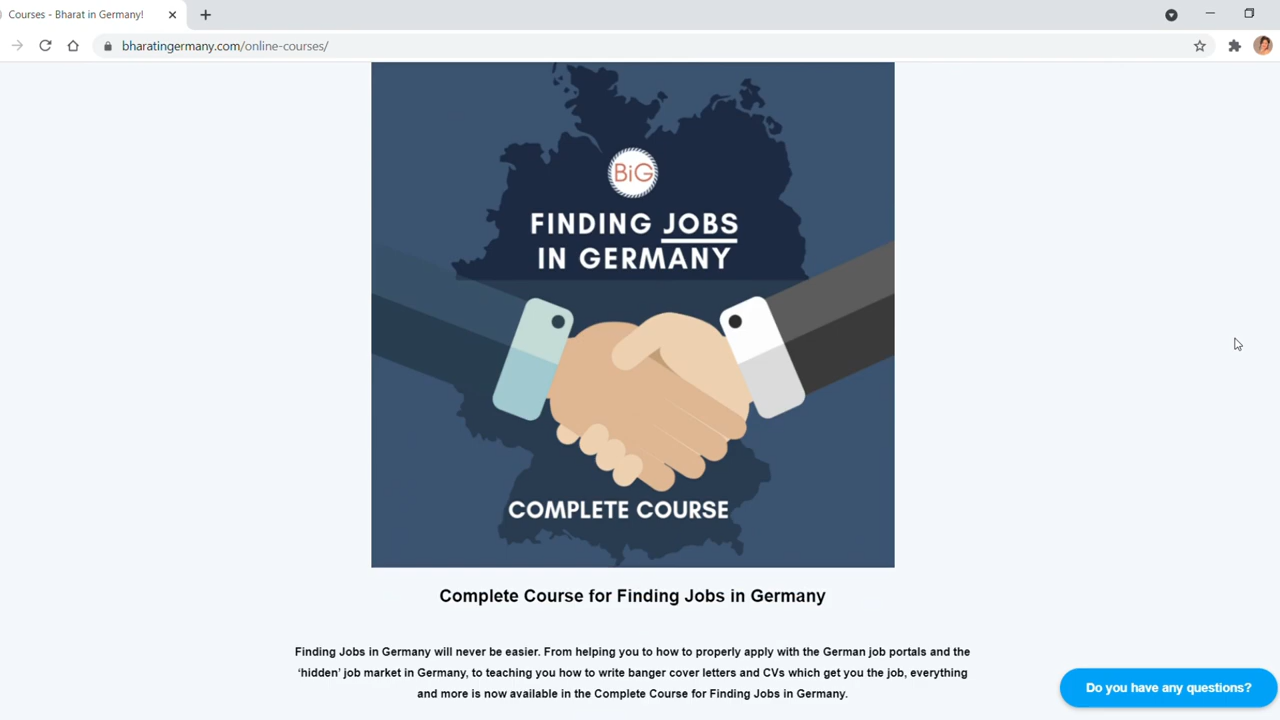 Courses - Bharat in Germany!
bharatingermany.com/online-courses/
BiG
FINDING JOBS
IN GERMANY
COMPLETE COURSE
Complete Course for Finding Jobs in Germany
Finding Jobs in Germany will never be easier. From helping you to how to properly apply with the German job portals and the
‘hidden’ job market in Germany, to teaching you how to write banger cover letters and CVs which get you the job, everything
and more is now available in the Complete Course for Finding Jobs in Germany.
Do you have any questions?